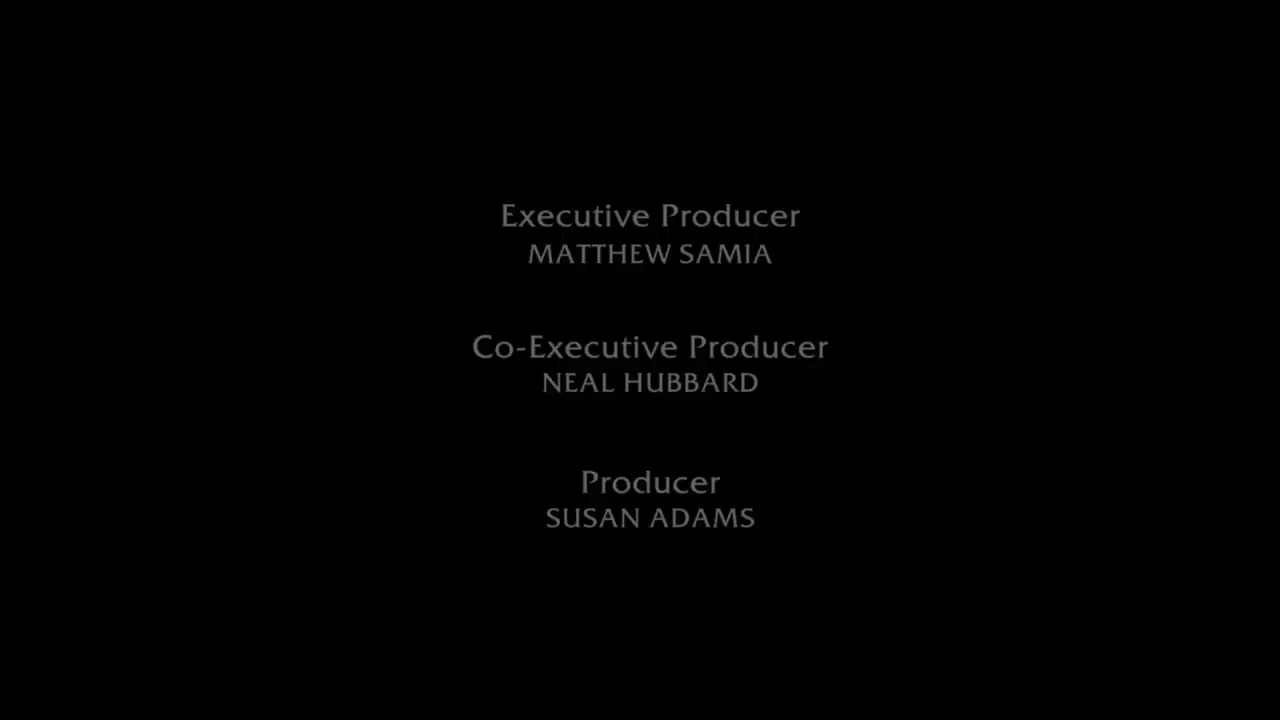 Executive Producer
MATTHEW SAMIA
Co-Executive Producer
NEAL HUBBARD
Producer
SUSAN ADAMS